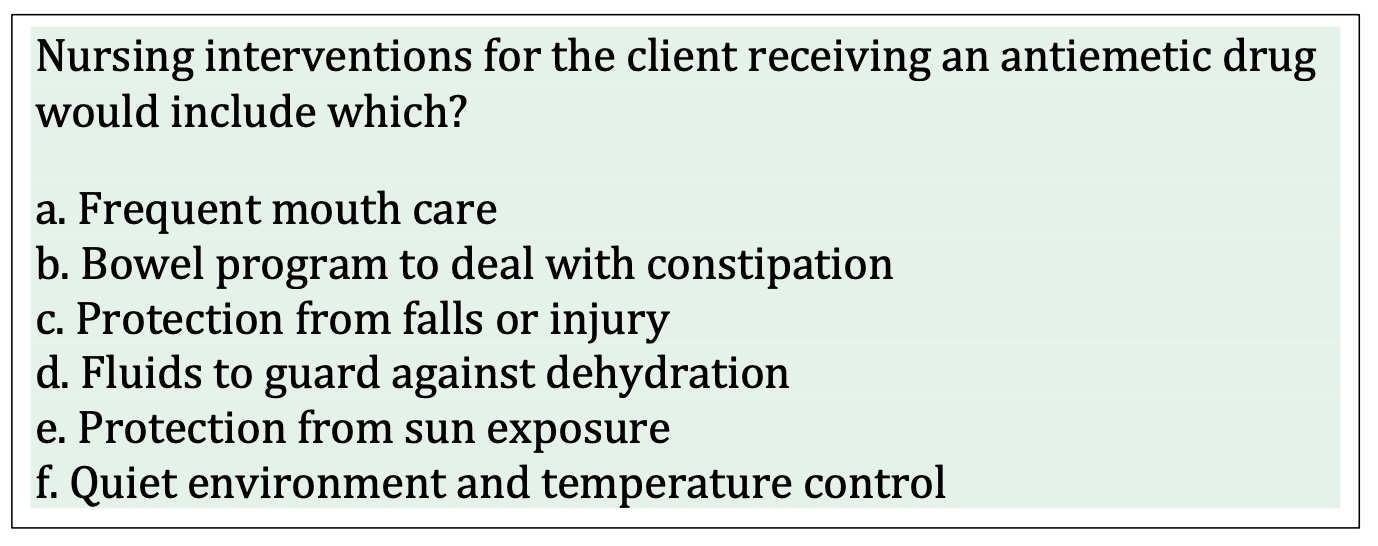 Nursing interventions for the client receiving an antiemetic drug
would include which?
a. Frequent mouth care
b. Bowel program to deal with constipation
c. Protection from falls or injury
d. Fluids to guard against dehydration
e. Protection from sun exposure
f. Quiet environment and temperature control